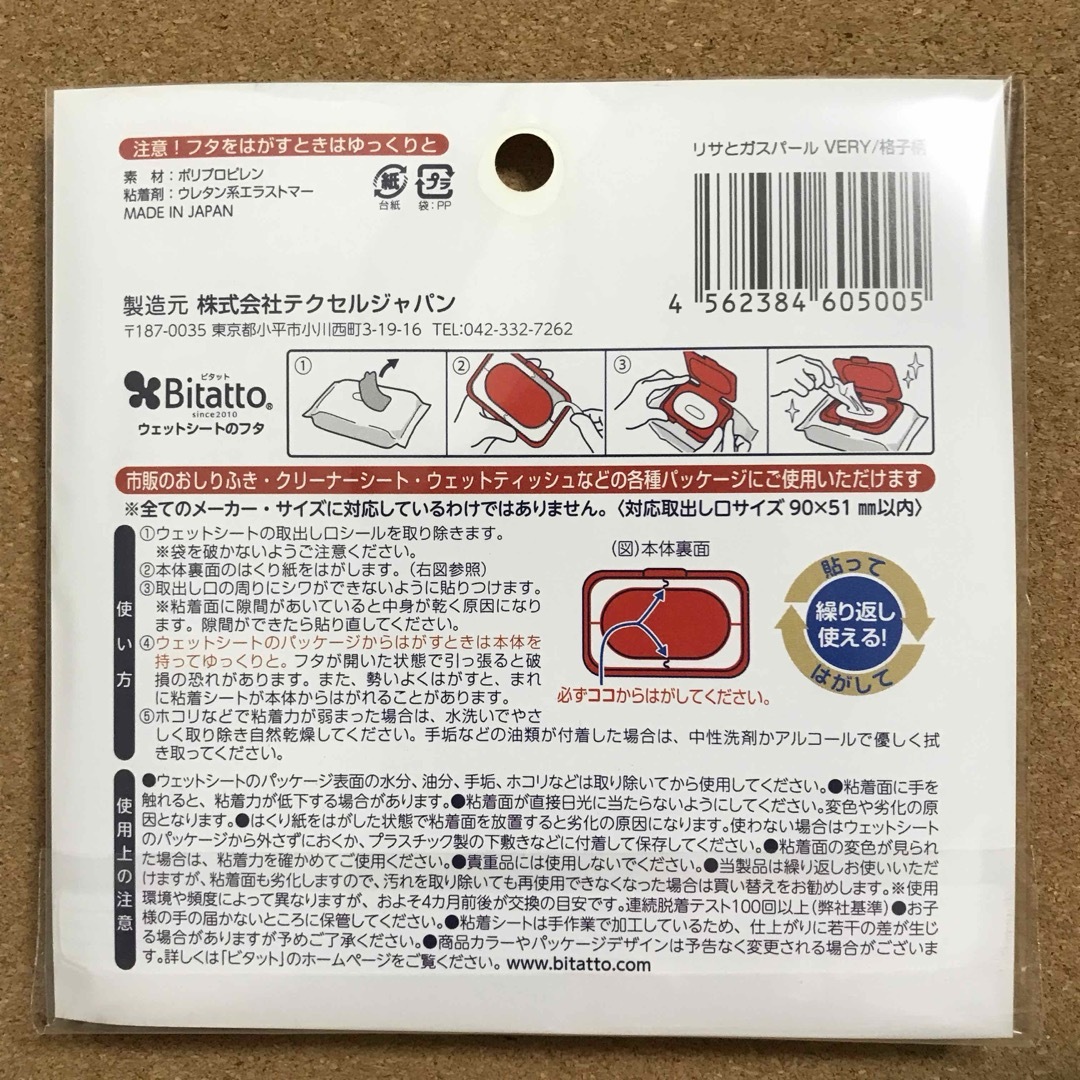 注意！フタをはがすときはゆっくりと
素　材：ポリプロピレン
粘着剤：ウレタン系エラストマー
MADE IN JAPAN
紙
台紙
プラ
袋：PP
リサとガスパール VERY/格子柄
4 562384 605005
製造元 株式会社テクセルジャパン
〒187-0035 東京都小平市小川西町3-19-16 TEL:042-332-7262
ビタット
Bitatto®
since2010
ウェットシートのフタ
①
②
③
市販のおしりふき・クリーナーシート・ウェットティッシュなどの各種パッケージにご使用いただけます
※全てのメーカー・サイズに対応しているわけではありません。〈対応取出し口サイズ 90×51 ㎜以内〉
使い方
①ウェットシートの取出し口シールを取り除きます。
※袋を破かないようご注意ください。
②本体裏面のはくり紙をはがします。（右図参照）
③取出し口の周りにシワができないように貼りつけます。
※粘着面に隙間があいていると中身が乾く原因になり
ます。隙間ができたら貼り直してください。
④ウェットシートのパッケージからはがすときは本体を
持ってゆっくりと。フタが開いた状態で引っ張ると破
損の恐れがあります。また、勢いよくはがすと、まれ
に粘着シートが本体からはがれることがあります。
⑤ホコリなどで粘着力が弱まった場合は、水洗いでやさ
しく取り除き自然乾燥してください。手垢などの油類が付着した場合は、中性洗剤かアルコールで優しく拭
き取ってください。
(図)本体裏面
必ずココからはがしてください。
貼って
繰り返し
使える!
はがして
使用上の注意
●ウェットシートのパッケージ表面の水分、油分、手垢、ホコリなどは取り除いてから使用してください。●粘着面に手を
触れると、粘着力が低下する場合があります。●粘着面が直接日光に当たらないようにしてください。変色や劣化の原
因となります。●はくり紙をはがした状態で粘着面を放置すると劣化の原因になります。使わない場合はウェットシート
のパッケージから外さずにおくか、プラスチック製の下敷きなどに付着して保存してください。●粘着面の変色が見られ
た場合は、粘着力を確かめてご使用ください。●貴重品には使用しないでください。●当製品は繰り返しお使いいただ
けますが、粘着面も劣化しますので、汚れを取り除いても再使用できなくなった場合は買い替えをお勧めします。※使用
環境や頻度によって異なりますが、およそ4カ月前後が交換の目安です。連続脱着テスト100回以上（弊社基準）●お子
様の手の届かないところに保管してください。●粘着シートは手作業で加工しているため、仕上がりに若干の差が生じ
る場合がありますが予めご了承ください。●商品カラーやパッケージデザインは予告なく変更される場合がございま
す。詳しくは「ビタット」のホームページをご覧ください。www.bitatto.com